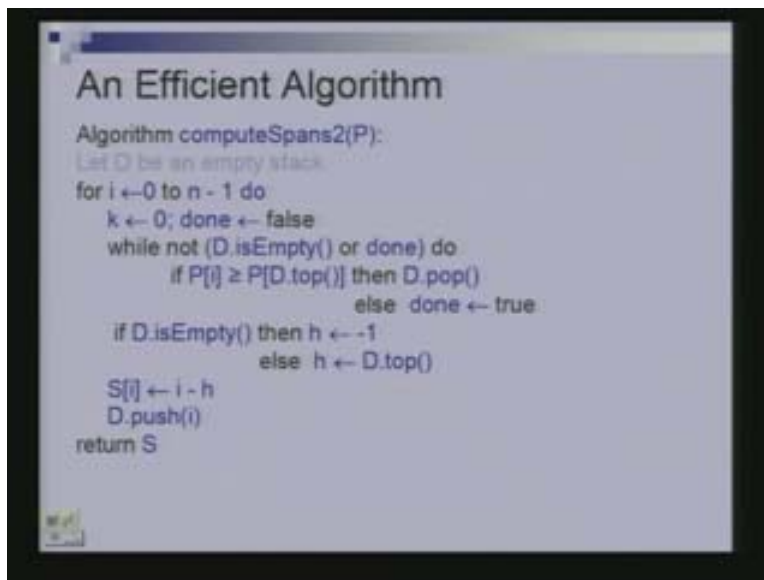 An Efficient Algorithm
Algorithm computeSpans2(P):
Let D be an empty stack
for i ←0 to n - 1 do
k ← 0; done ← false
while not (D.isEmpty() or done) do
if P[i] ≥ P[D.top()] then D.pop()
else done ← true
if D.isEmpty() then h ← -1
else h ← D.top()
S[i] ← i - h
D.push(i)
return S